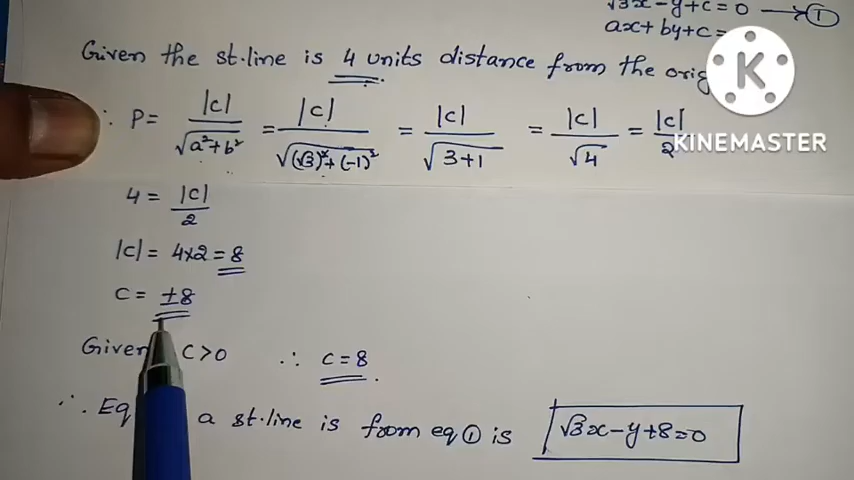 √3x-y+c=0 → ①
ax+by+c=
Given the st.line is 4 units distance from the orig
∴ P= |c|/√(a²+b²) = |c|/√((√3)²+(-1)²) = |c|/√(3+1) = |c|/√4 = |c|/2
4 = |c|/2
|c| = 4x2 = 8
c = ±8
Given c>0 ∴ c=8.
∴ Eq a st.line is from eq① is √3x-y+8=0
K
KINEMASTER